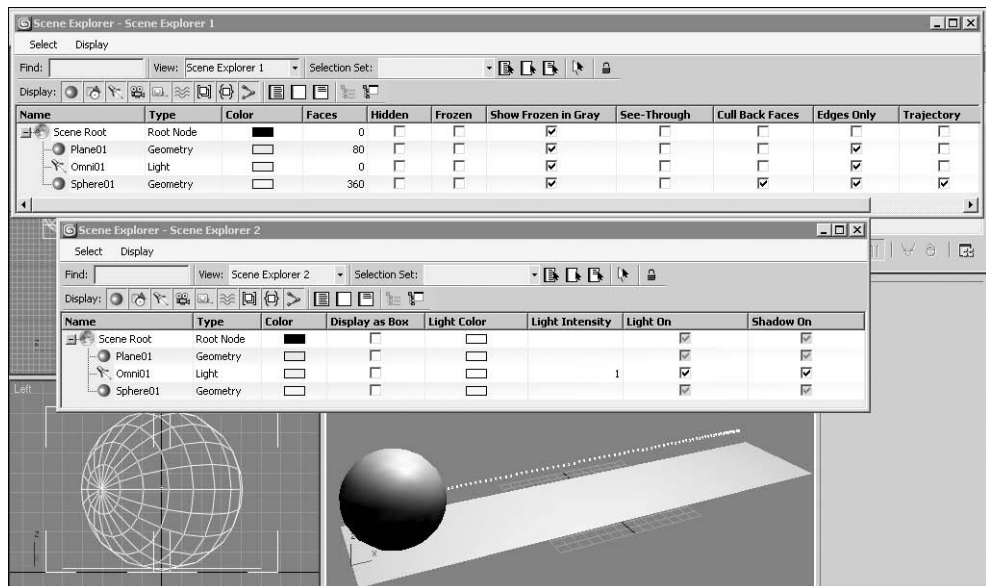 Scene Explorer - Scene Explorer 1
Select Display
Find: View: Scene Explorer 1 Selection Set:
Display:
Name Type Color Faces Hidden Frozen Show Frozen in Gray See-Through Cull Back Faces Edges Only Trajectory
Scene Root Root Node 0
Plane01 Geometry 80
Omni01 Light 0
Sphere01 Geometry 360
Scene Explorer - Scene Explorer 2
Select Display
Find: View: Scene Explorer 2 Selection Set:
Display:
Name Type Color Display as Box Light Color Light Intensity Light On Shadow On
Scene Root Root Node
Plane01 Geometry
Omni01 Light 1
Sphere01 Geometry
Left
z
z
x